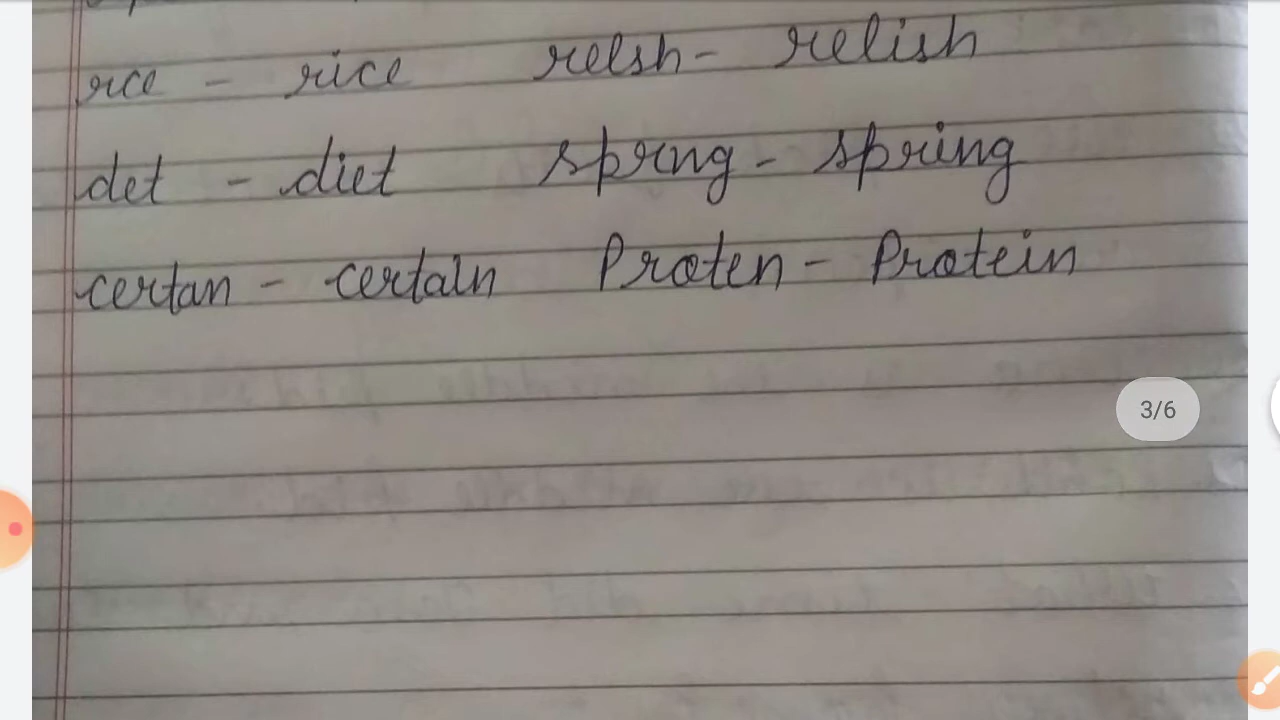 rce - rice relsh - relish
det - diet sprng - spring
certan - certain Proten - Protein
3/6